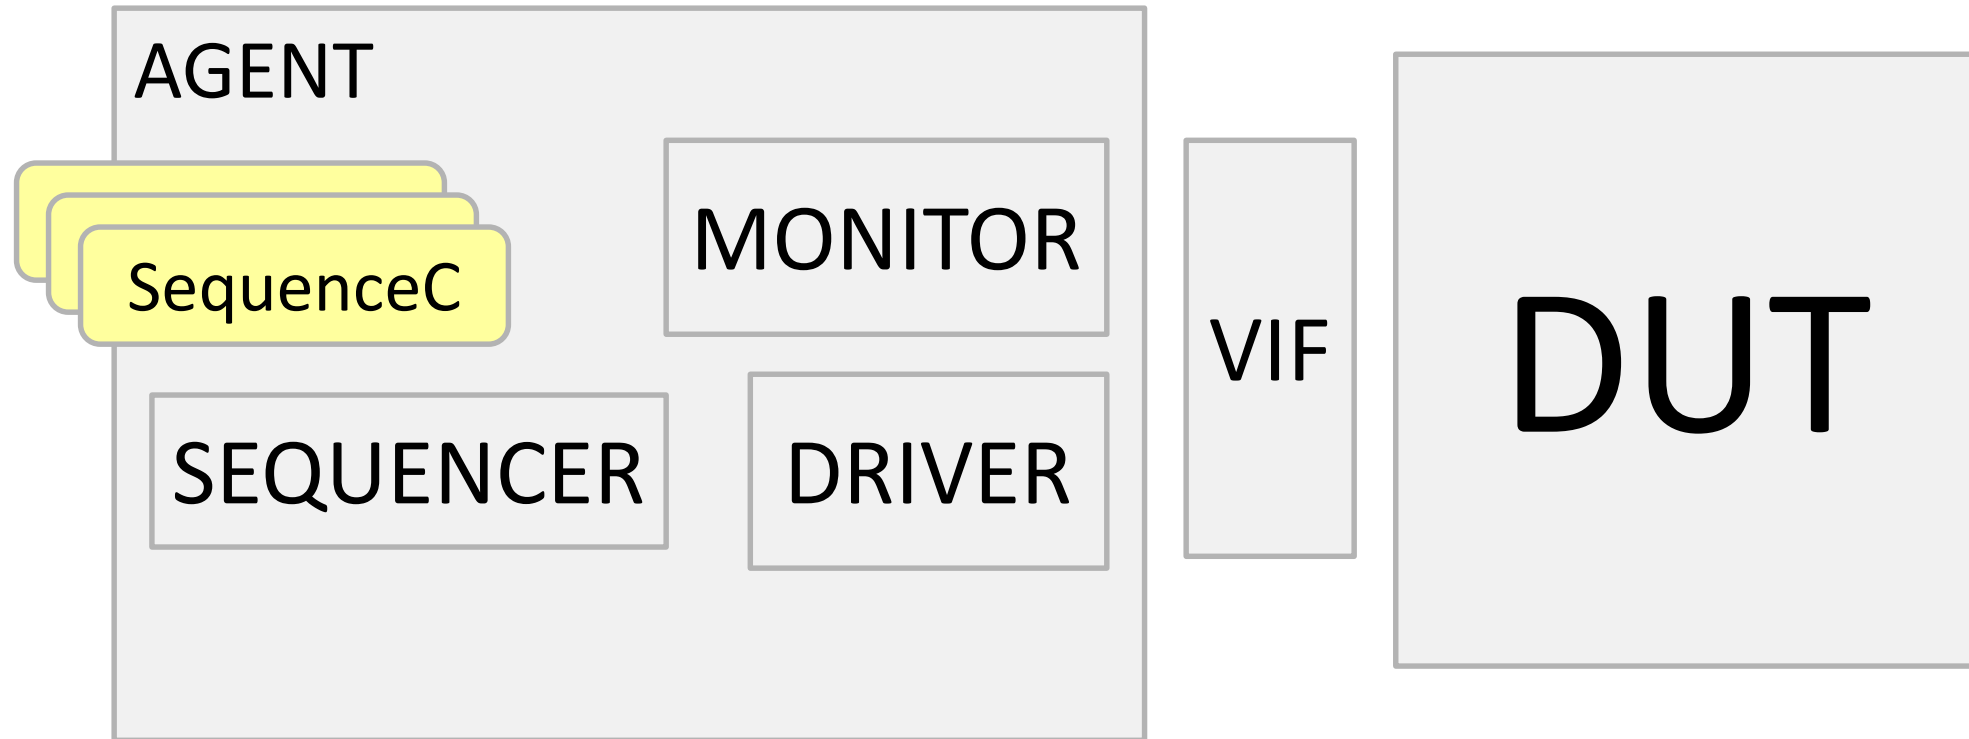 AGENT
MONITOR
SequenceC
VIF
DUT
SEQUENCER
DRIVER